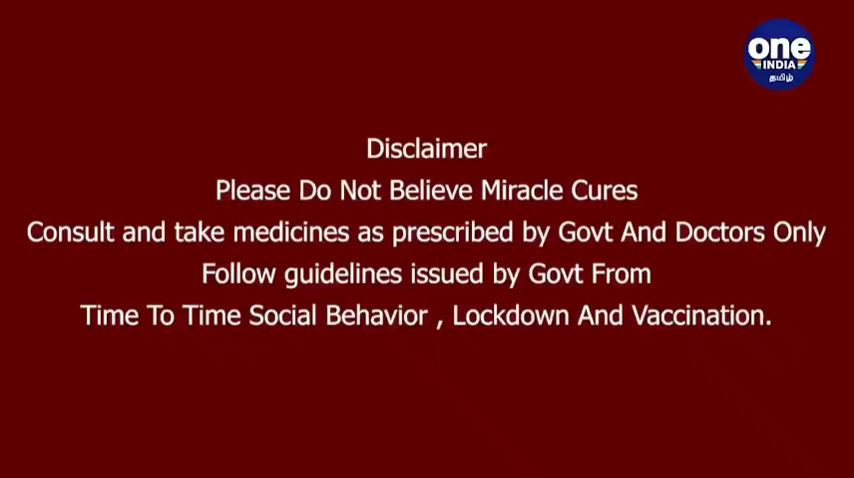 one
INDIA
தமிழ்
Disclaimer
Please Do Not Believe Miracle Cures
Consult and take medicines as prescribed by Govt And Doctors Only
Follow guidelines issued by Govt From
Time To Time Social Behavior , Lockdown And Vaccination.